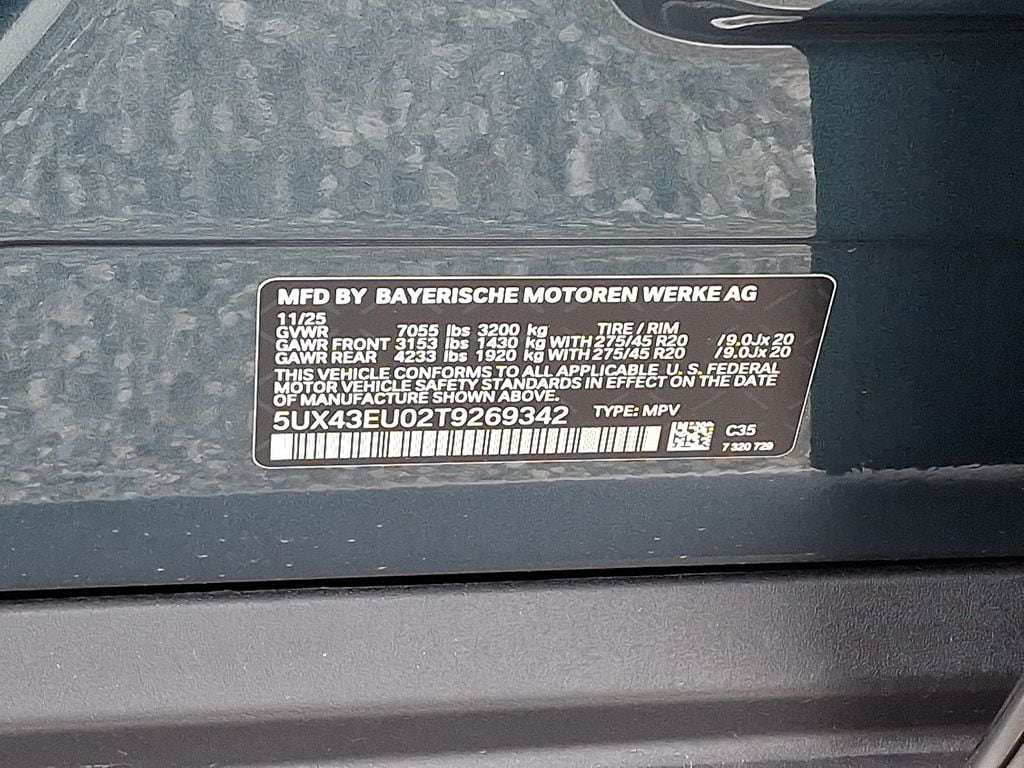 MFD BY BAYERISCHE MOTOREN WERKE AG
11/25
GVWR 7055 lbs 3200 kg TIRE / RIM
GAWR FRONT 3153 lbs 1430 kg WITH 275/45 R20 / 9.0Jx 20
GAWR REAR 4233 lbs 1920 kg WITH 275/45 R20 / 9.0Jx 20
THIS VEHICLE CONFORMS TO ALL APPLICABLE U. S. FEDERAL
MOTOR VEHICLE SAFETY STANDARDS IN EFFECT ON THE DATE
OF MANUFACTURE SHOWN ABOVE.
5UX43EU02T9269342 TYPE: MPV
C35
7 320 729